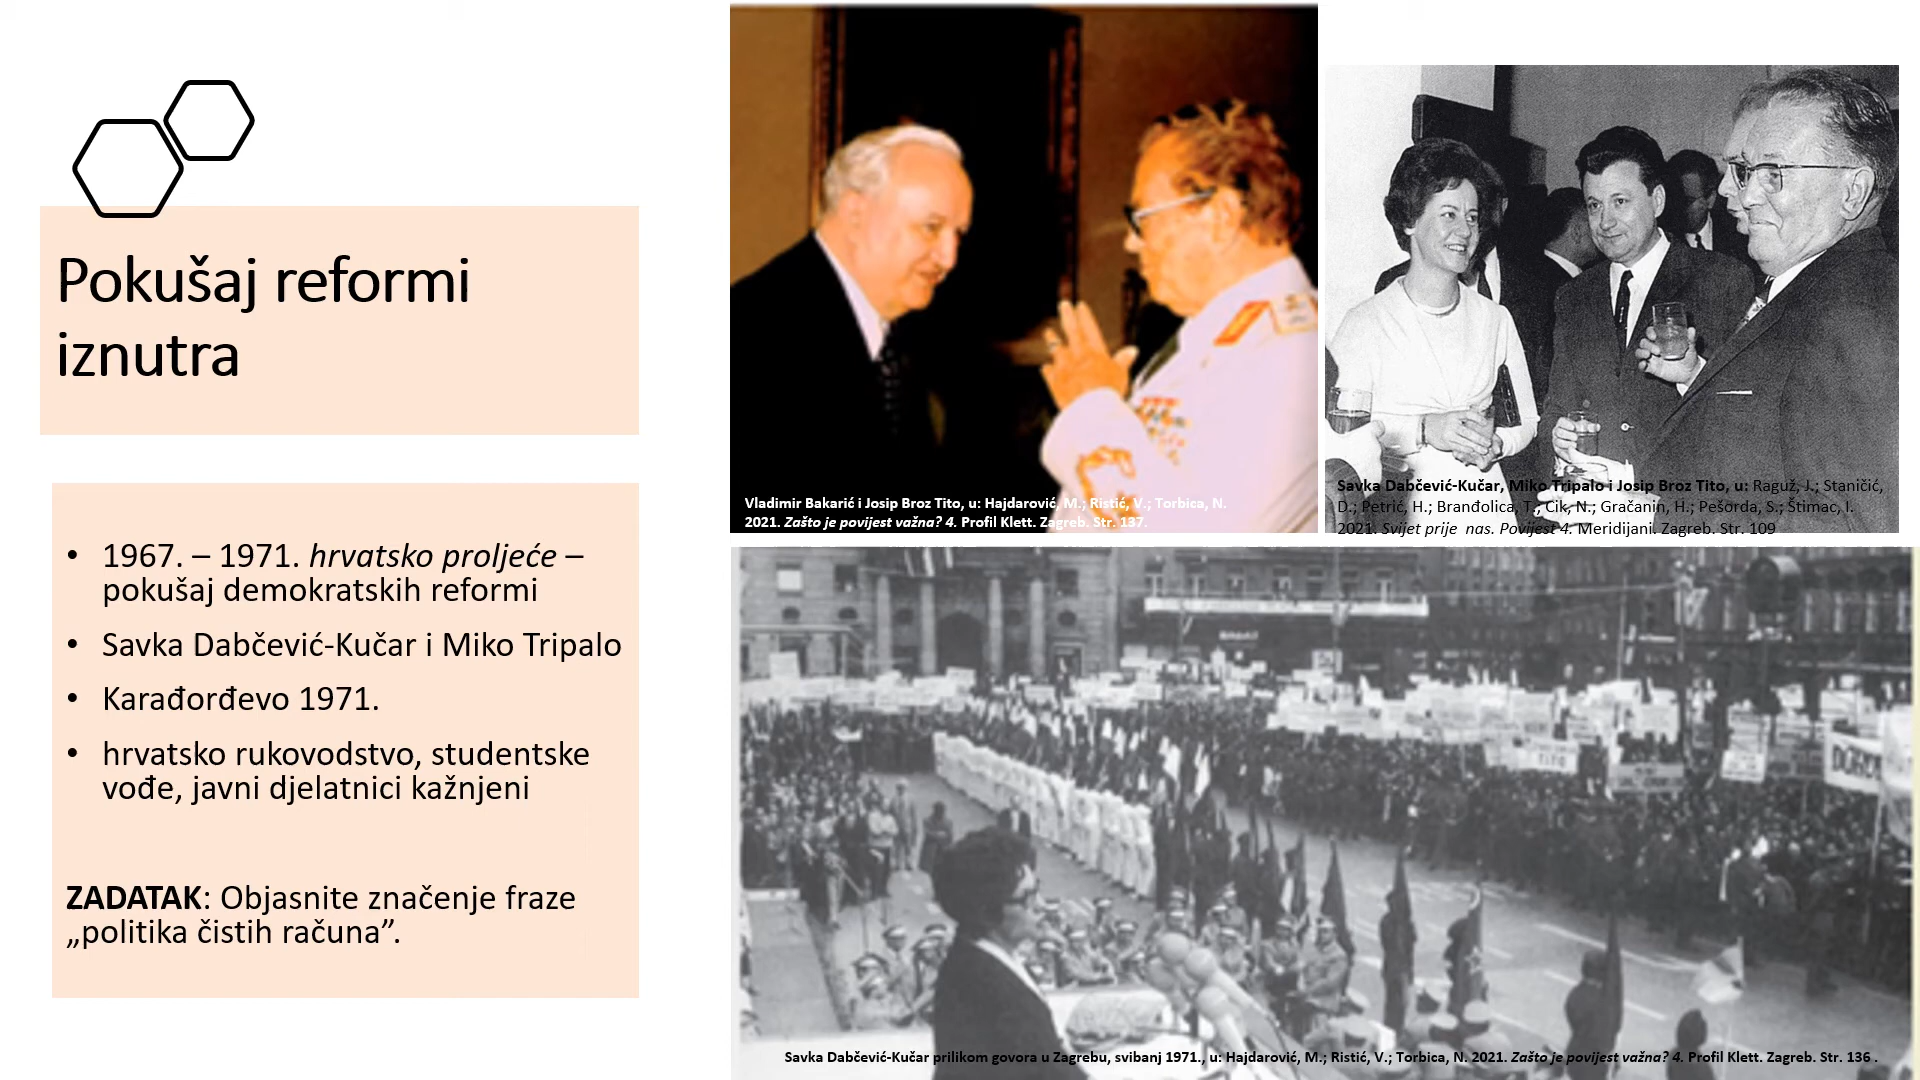 Pokušaj reformi
iznutra
• 1967. – 1971. hrvatsko proljeće –
pokušaj demokratskih reformi
• Savka Dabčević-Kučar i Miko Tripalo
• Karađorđevo 1971.
• hrvatsko rukovodstvo, studentske
vođe, javni djelatnici kažnjeni
ZADATAK: Objasnite značenje fraze
„politika čistih računa”.
Vladimir Bakarić i Josip Broz Tito, u: Hajdarović, M.; Ristić, V.; Torbica, N.
2021. Zašto je povijest važna? 4. Profil Klett. Zagreb. Str. 137.
Savka Dabčević-Kučar, Miko Tripalo i Josip Broz Tito, u: Raguž, J.; Staničić,
D.; Petrić, H.; Branđolica, T.; Cik, N.; Gračanin, H.; Pešorda, S.; Štimac, I.
2021. Svijet prije nas. Povijest 4. Meridijani. Zagreb. Str. 109
TITO
Savka Dabčević-Kučar prilikom govora u Zagrebu, svibanj 1971., u: Hajdarović, M.; Ristić, V.; Torbica, N. 2021. Zašto je povijest važna? 4. Profil Klett. Zagreb. Str. 136 .